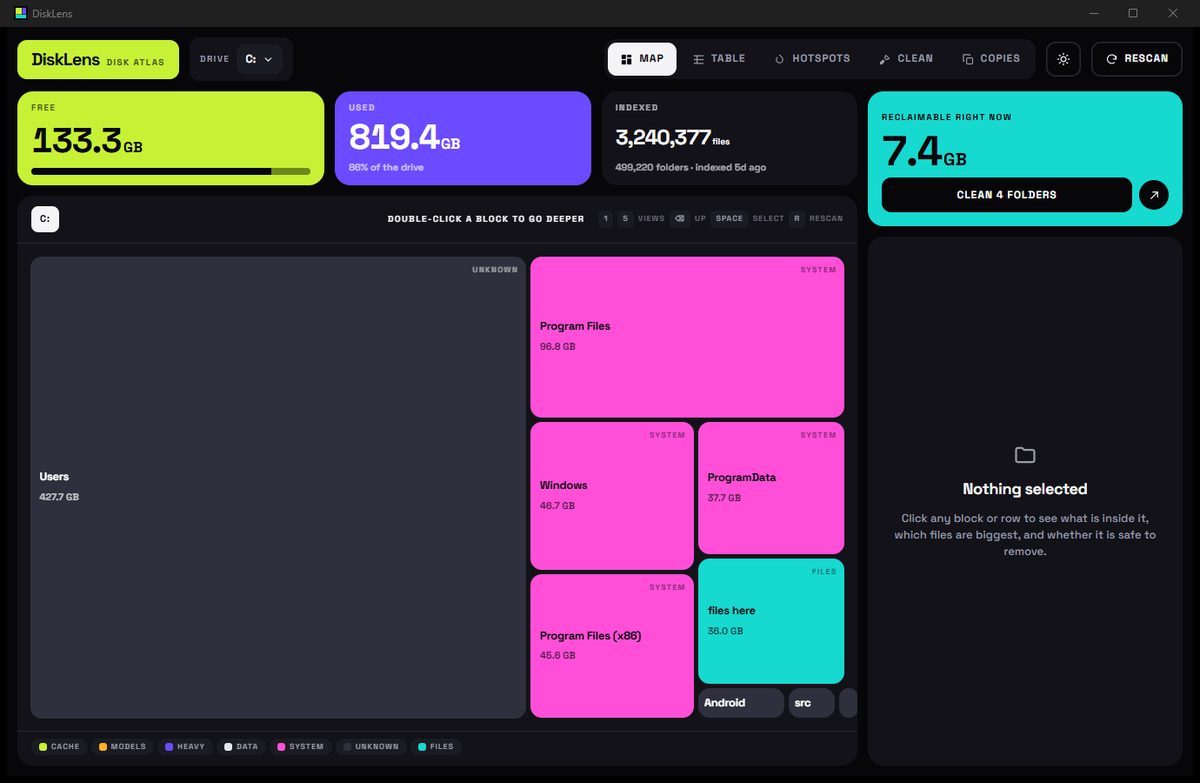 DiskLens
DiskLens DISK ATLAS
DRIVE C:
MAP TABLE HOTSPOTS CLEAN COPIES
RESCAN
FREE
133.3GB
USED
819.4GB
86% of the drive
INDEXED
3,240,377 files
499,220 folders · indexed 5d ago
RECLAIMABLE RIGHT NOW
7.4GB
CLEAN 4 FOLDERS
C:
DOUBLE-CLICK A BLOCK TO GO DEEPER 1 5 VIEWS ⌫ UP SPACE SELECT R RESCAN
UNKNOWN
Users
427.7 GB
SYSTEM
Program Files
96.8 GB
SYSTEM
Windows
46.7 GB
SYSTEM
ProgramData
37.7 GB
SYSTEM
Program Files (x86)
45.6 GB
FILES
files here
36.0 GB
Android
src
CACHE MODELS HEAVY DATA SYSTEM UNKNOWN FILES
Nothing selected
Click any block or row to see what is inside it,
which files are biggest, and whether it is safe to
remove.